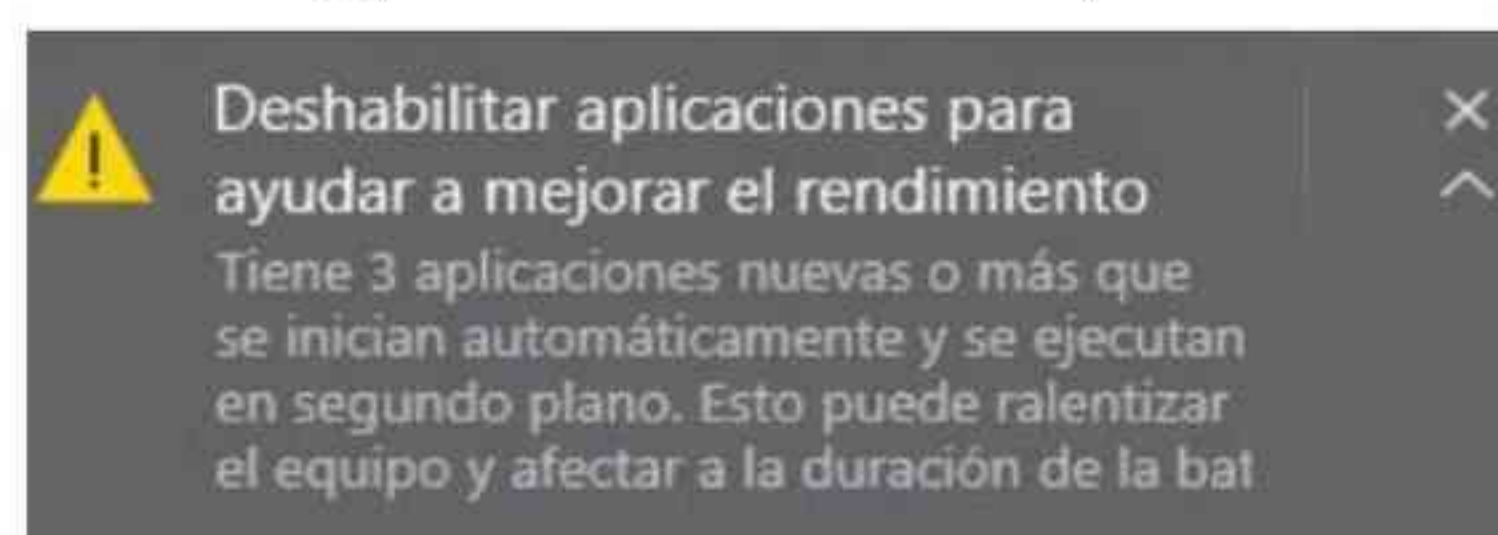 Deshabilitar aplicaciones para
ayudar a mejorar el rendimiento
Tiene 3 aplicaciones nuevas o más que
se inician automáticamente y se ejecutan
en segundo plano. Esto puede ralentizar
el equipo y afectar a la duración de la bat